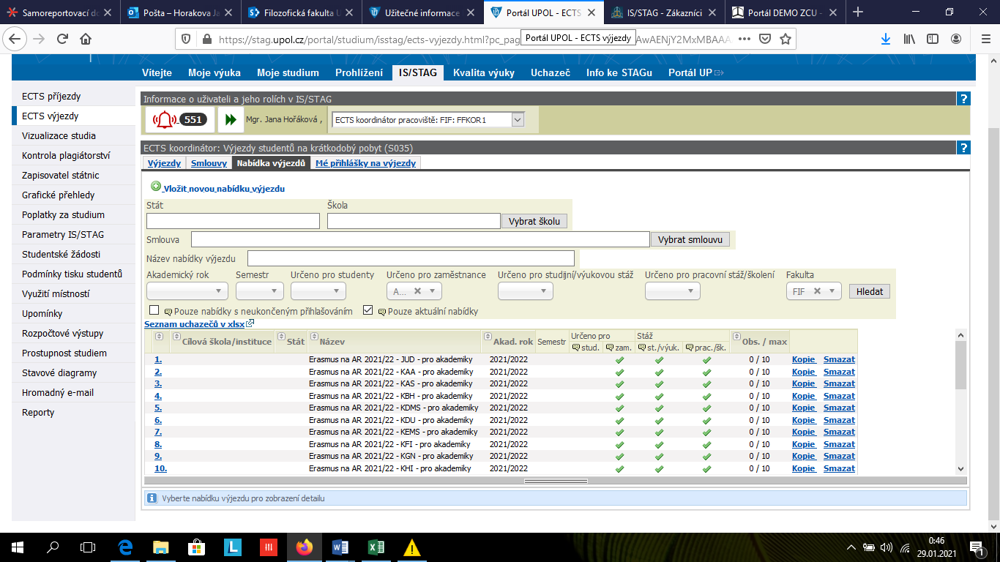 Samoreportovací do
Pošta – Horakova Ja
Filozofická fakulta U
Užitečné informace
Portál UPOL - ECTS
IS/STAG - Zákazníci
Portál DEMO ZCU -
https://stag.upol.cz/portal/studium/isstag/ects-vyjezdy.html?pc_pag
Portál UPOL - ECTS výjezdy
AwAENjY2MxMBAAA
Vítejte Moje výuka Moje studium Prohlížení IS/STAG Kvalita výuky Uchazeč Info ke STAGu Portál UP
ECTS příjezdy
ECTS výjezdy
Vizualizace studia
Kontrola plagiátorství
Zapisovatel státnic
Grafické přehledy
Poplatky za studium
Parametry IS/STAG
Studentské žádosti
Podmínky tisku studentů
Využití místností
Upomínky
Rozpočtové výstupy
Prostupnost studiem
Stavové diagramy
Hromadný e-mail
Reporty
Informace o uživateli a jeho rolích v IS/STAG ?
551 Mgr. Jana Hořáková , ECTS koordinátor pracoviště: FIF: FFKOR1
ECTS koordinátor: Výjezdy studentů na krátkodobý pobyt (S035) ?
Výjezdy Smlouvy Nabídka výjezdů Mé přihlášky na výjezdy
Vložit novou nabídku výjezdu
Stát Škola
Vybrat školu
Smlouva Vybrat smlouvu
Název nabídky výjezdu
Akademický rok Semestr Určeno pro studenty Určeno pro zaměstnance Určeno pro studijní/výukovou stáž Určeno pro pracovní stáž/školení Fakulta
A... FIF Hledat
Pouze nabídky s neukončeným přihlašováním Pouze aktuální nabídky
Seznam uchazečů v xlsx
Cílová škola/instituce Stát Název Akad. rok Semestr Určeno pro Stáž Obs. / max
stud. zam. st./výuk. prac./šk.
1. Erasmus na AR 2021/22 - JUD - pro akademiky 2021/2022 0 / 10 Kopie Smazat
2. Erasmus na AR 2021/22 - KAA - pro akademiky 2021/2022 0 / 10 Kopie Smazat
3. Erasmus na AR 2021/22 - KAS - pro akademiky 2021/2022 0 / 10 Kopie Smazat
4. Erasmus na AR 2021/22 - KBH - pro akademiky 2021/2022 0 / 10 Kopie Smazat
5. Erasmus na AR 2021/22 - KDMS - pro akademiky 2021/2022 0 / 10 Kopie Smazat
6. Erasmus na AR 2021/22 - KDU - pro akademiky 2021/2022 0 / 10 Kopie Smazat
7. Erasmus na AR 2021/22 - KEMS - pro akademiky 2021/2022 0 / 10 Kopie Smazat
8. Erasmus na AR 2021/22 - KFI - pro akademiky 2021/2022 0 / 10 Kopie Smazat
9. Erasmus na AR 2021/22 - KGN - pro akademiky 2021/2022 0 / 10 Kopie Smazat
10. Erasmus na AR 2021/22 - KHI - pro akademiky 2021/2022 0 / 10 Kopie Smazat
Vyberte nabídku výjezdu pro zobrazení detailu
0:46
29.01.2021
1